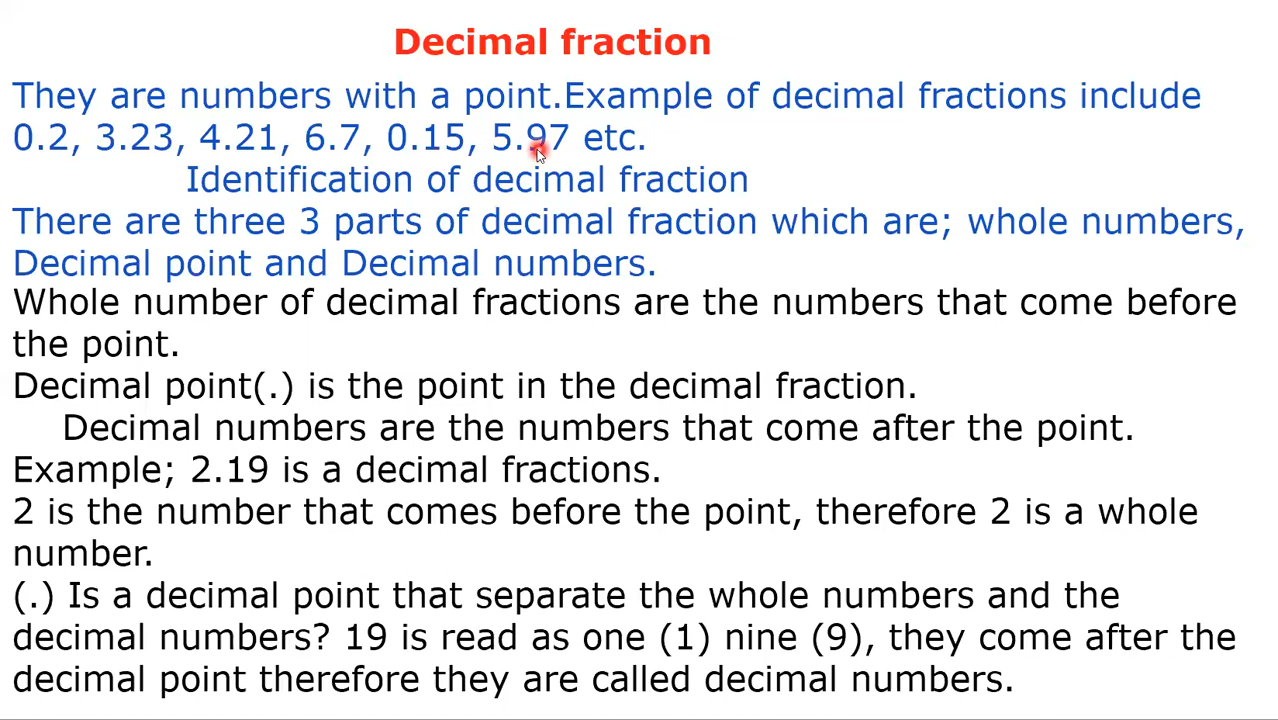 Decimal fraction
They are numbers with a point.Example of decimal fractions include
0.2, 3.23, 4.21, 6.7, 0.15, 5.97 etc.
Identification of decimal fraction
There are three 3 parts of decimal fraction which are; whole numbers,
Decimal point and Decimal numbers.
Whole number of decimal fractions are the numbers that come before
the point.
Decimal point(.) is the point in the decimal fraction.
Decimal numbers are the numbers that come after the point.
Example; 2.19 is a decimal fractions.
2 is the number that comes before the point, therefore 2 is a whole
number.
(.) Is a decimal point that separate the whole numbers and the
decimal numbers? 19 is read as one (1) nine (9), they come after the
decimal point therefore they are called decimal numbers.